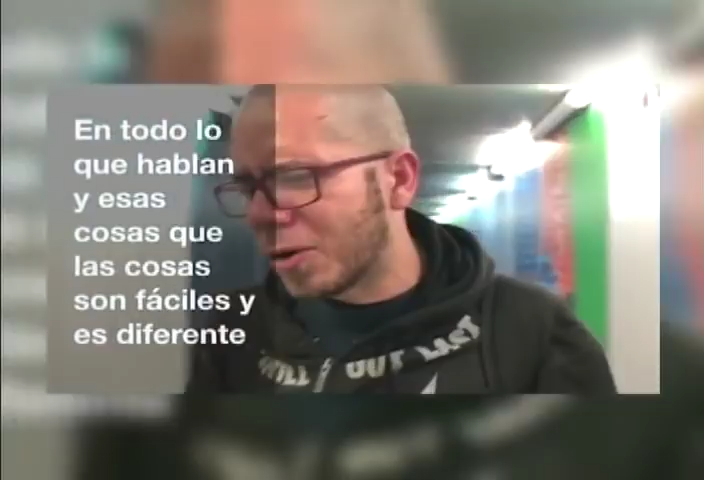 En todo lo
que hablan
y esas
cosas que
las cosas
son fáciles y
es diferente
OUT LAST